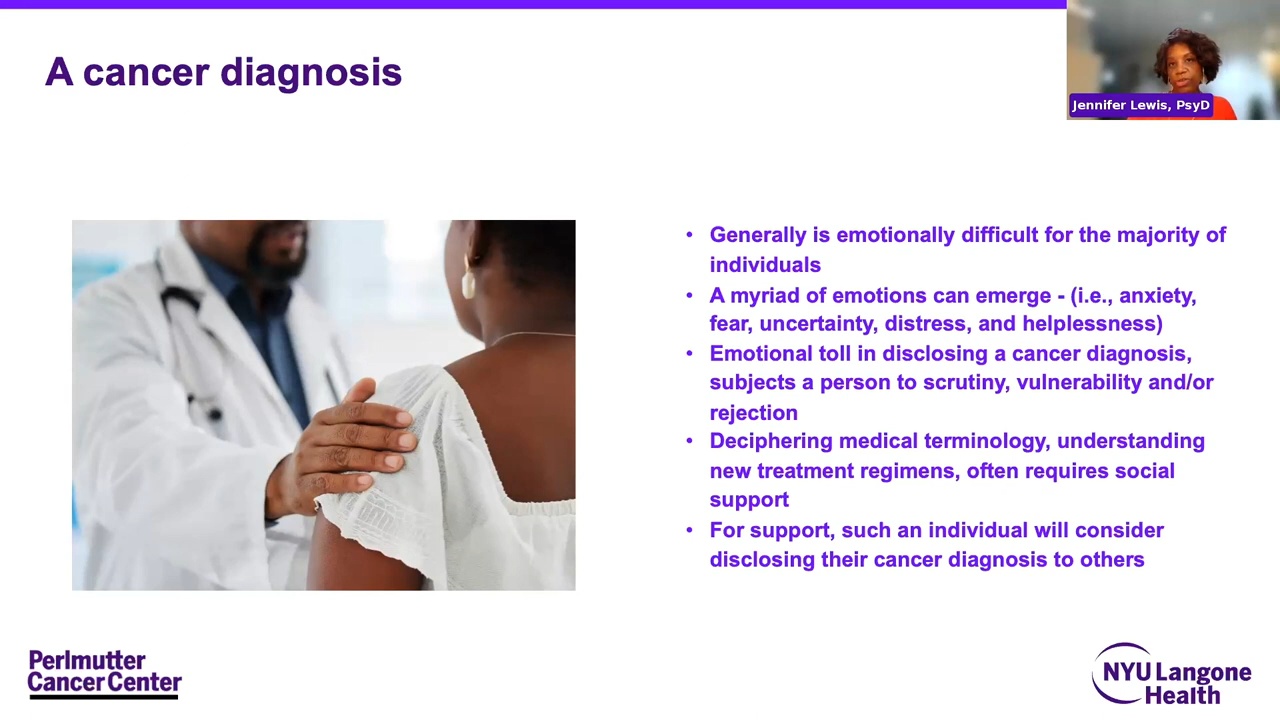 A cancer diagnosis
Jennifer Lewis, PsyD
• Generally is emotionally difficult for the majority of
individuals
• A myriad of emotions can emerge - (i.e., anxiety,
fear, uncertainty, distress, and helplessness)
• Emotional toll in disclosing a cancer diagnosis,
subjects a person to scrutiny, vulnerability and/or
rejection
• Deciphering medical terminology, understanding
new treatment regimens, often requires social
support
• For support, such an individual will consider
disclosing their cancer diagnosis to others
Perlmutter
Cancer Center
NYU Langone
Health